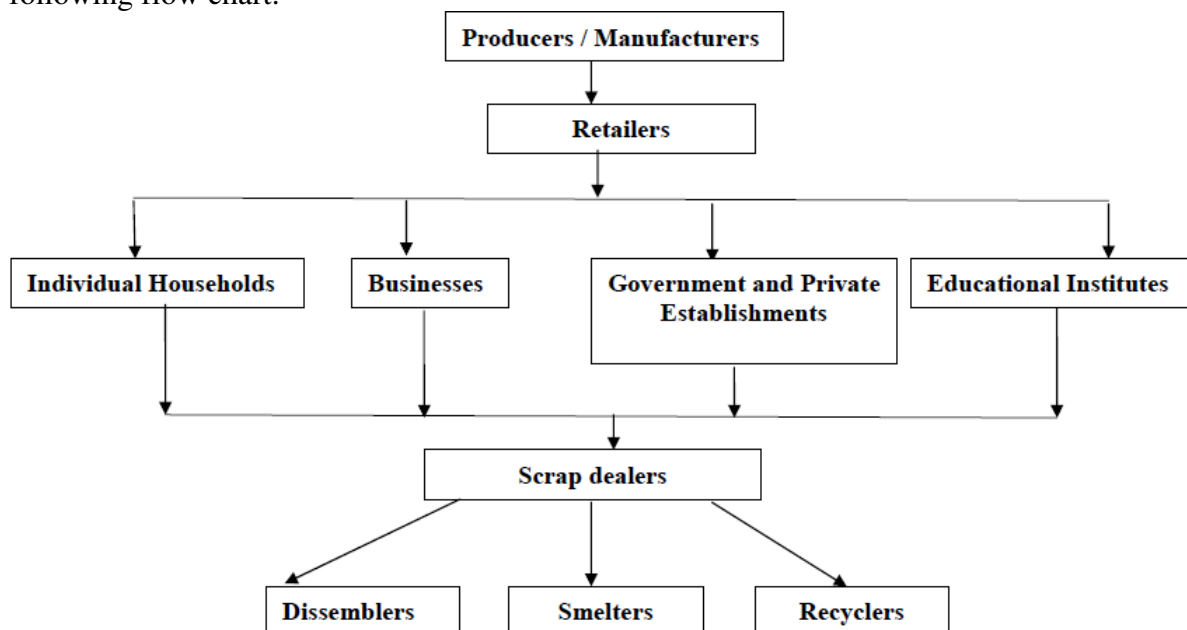 following flow chart:
Producers / Manufacturers
Retailers
Individual Households
Businesses
Government and Private
Establishments
Educational Institutes
Scrap dealers
Dissemblers
Smelters
Recyclers